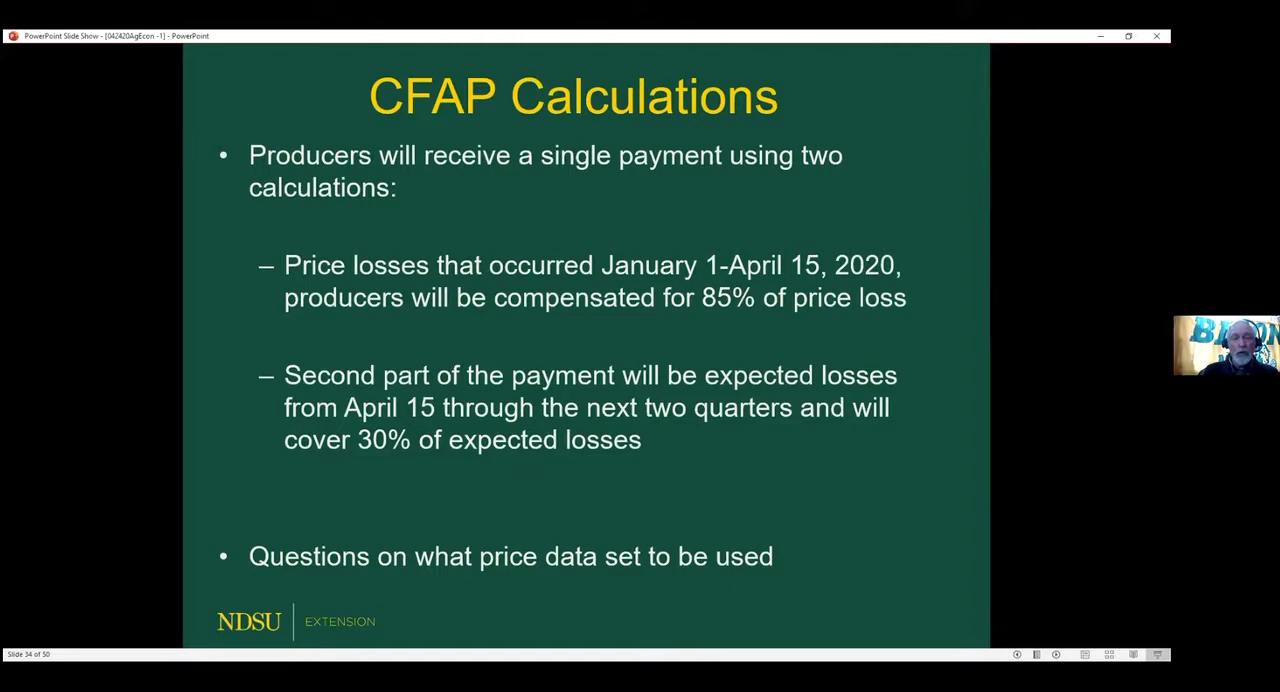 PowerPoint Slide Show - [042420AgEcon -1] - PowerPoint
CFAP Calculations
• Producers will receive a single payment using two
calculations:
– Price losses that occurred January 1-April 15, 2020,
producers will be compensated for 85% of price loss
– Second part of the payment will be expected losses
from April 15 through the next two quarters and will
cover 30% of expected losses
• Questions on what price data set to be used
NDSU EXTENSION
Slide 34 of 50